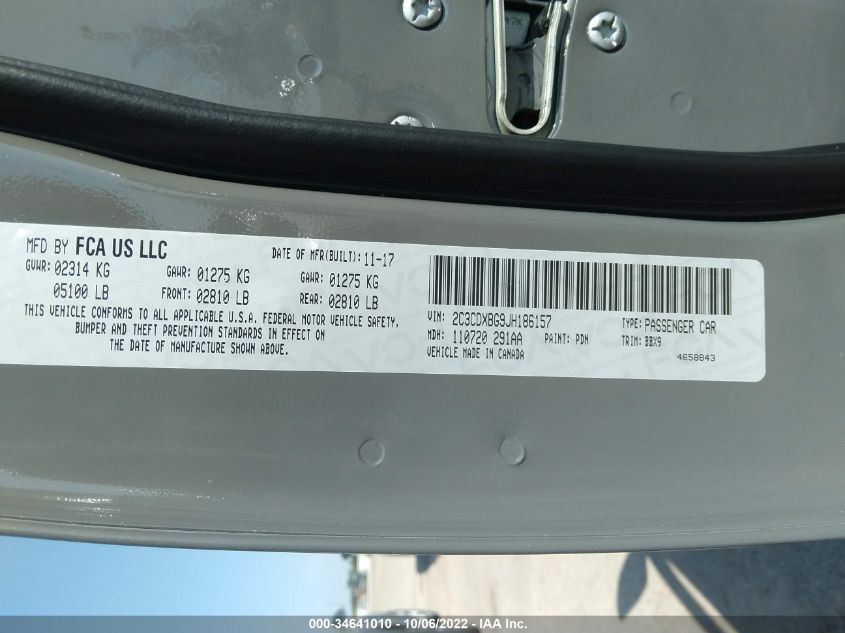 MFD BY FCA US LLC
DATE OF MFR(BUILT): 11-17
GVWR: 02314 KG
GAWR: 01275 KG
GAWR: 01275 KG
05100 LB
FRONT: 02810 LB
REAR: 02810 LB
THIS VEHICLE CONFORMS TO ALL APPLICABLE U.S.A. FEDERAL MOTOR VEHICLE SAFETY,
BUMPER AND THEFT PREVENTION STANDARDS IN EFFECT ON
THE DATE OF MANUFACTURE SHOWN ABOVE.
VIN: 2C3CDXBG9JH186157
TYPE: PASSENGER CAR
MDH: 110720 291AA
PAINT: PDN
TRIM: BBX9
VEHICLE MADE IN CANADA
4658843
000-34641010 - 10/06/2022 - IAA Inc.